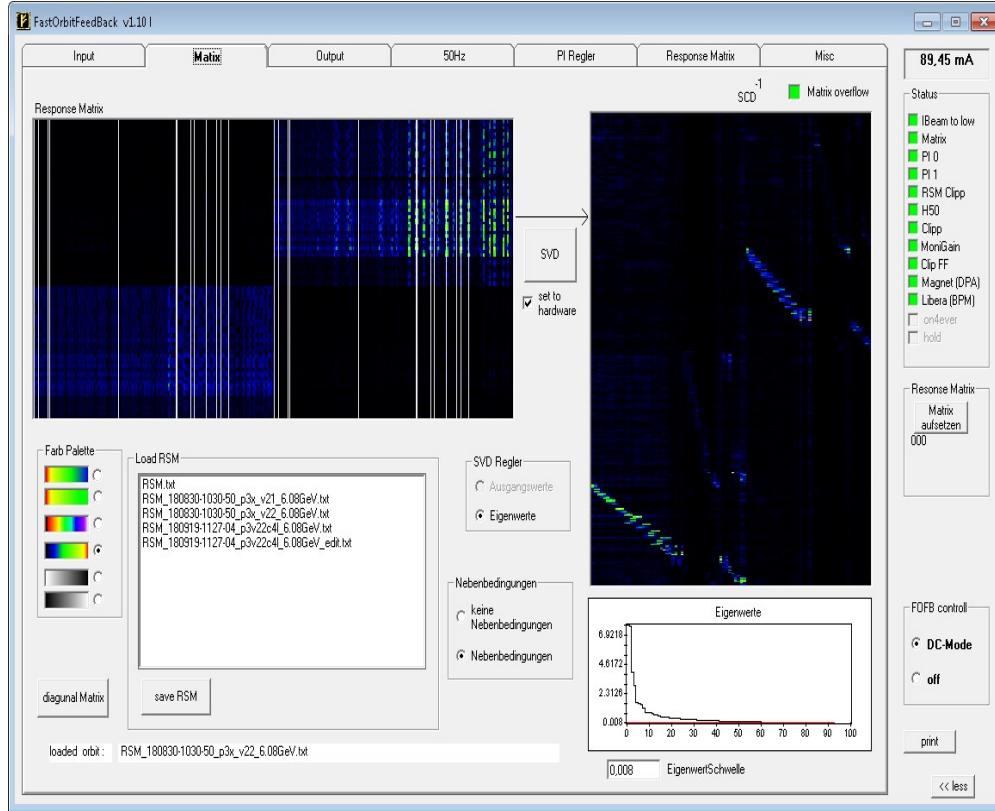 FastOrbitFeedBack v1.10 l
Input
Matix
Output
50Hz
PI Regler
Response Matrix
Misc
89,45 mA
Response Matrix
SCD -1
Matrix overflow
SVD
set to
hardware
Status
IBeam to low
Matrix
PI 0
PI 1
RSM Clipp
H50
Clipp
MoniGain
Clip FF
Magnet (DPA)
Libera (BPM)
on4ever
hold
Resonse Matrix
Matrix
aufsetzen
000
Farb Palette
Load RSM
RSM.txt
RSM_180830-1030-50_p3x_v21_6.08GeV.txt
RSM_180830-1030-50_p3x_v22_6.08GeV.txt
RSM_180919-1127-04_p3v22c4l_6.08GeV.txt
RSM_180919-1127-04_p3v22c4l_6.08GeV_edit.txt
SVD Regler
Ausgangswerte
Eigenwerte
Nebenbedingungen
keine
Nebenbedingungen
Nebenbedingungen
diagunal Matrix
save RSM
loaded orbit :
RSM_180830-1030-50_p3x_v22_6.08GeV.txt
Eigenwerte
6.9218
4.6172
2.3126
0.008
0 10 20 30 40 50 60 70 80 90 100
0,008
EigenwertSchwelle
FOFB controll
DC-Mode
off
print
<< less